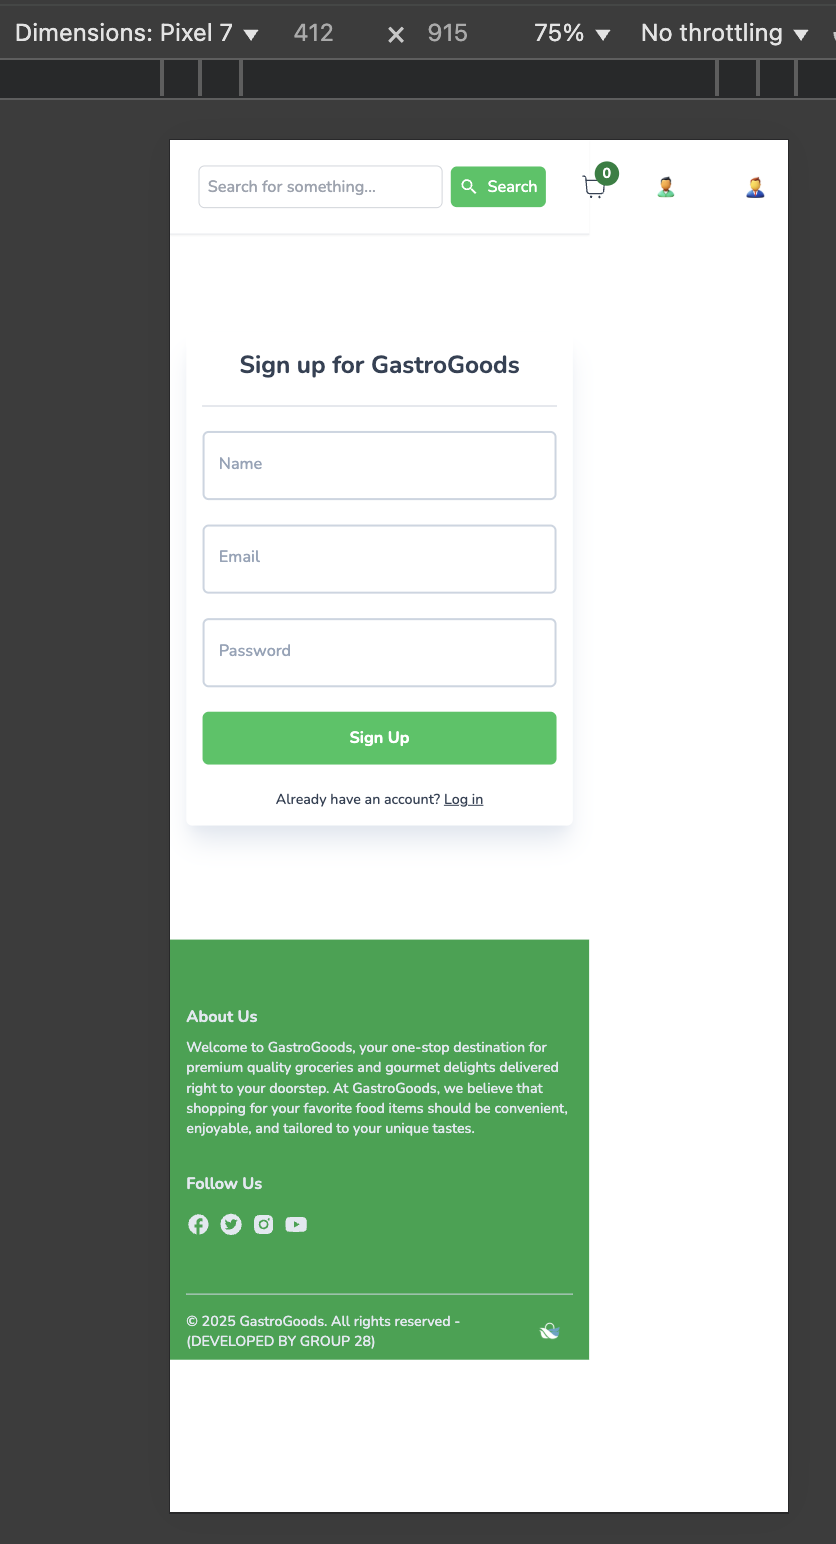 Dimensions: Pixel 7 ▼ 412 × 915 75% ▼ No throttling ▼
Search for something... Search 0
Sign up for GastroGoods
Name
Email
Password
Sign Up
Already have an account? Log in
About Us
Welcome to GastroGoods, your one-stop destination for
premium quality groceries and gourmet delights delivered
right to your doorstep. At GastroGoods, we believe that
shopping for your favorite food items should be convenient,
enjoyable, and tailored to your unique tastes.
Follow Us
© 2025 GastroGoods. All rights reserved -
(DEVELOPED BY GROUP 28)